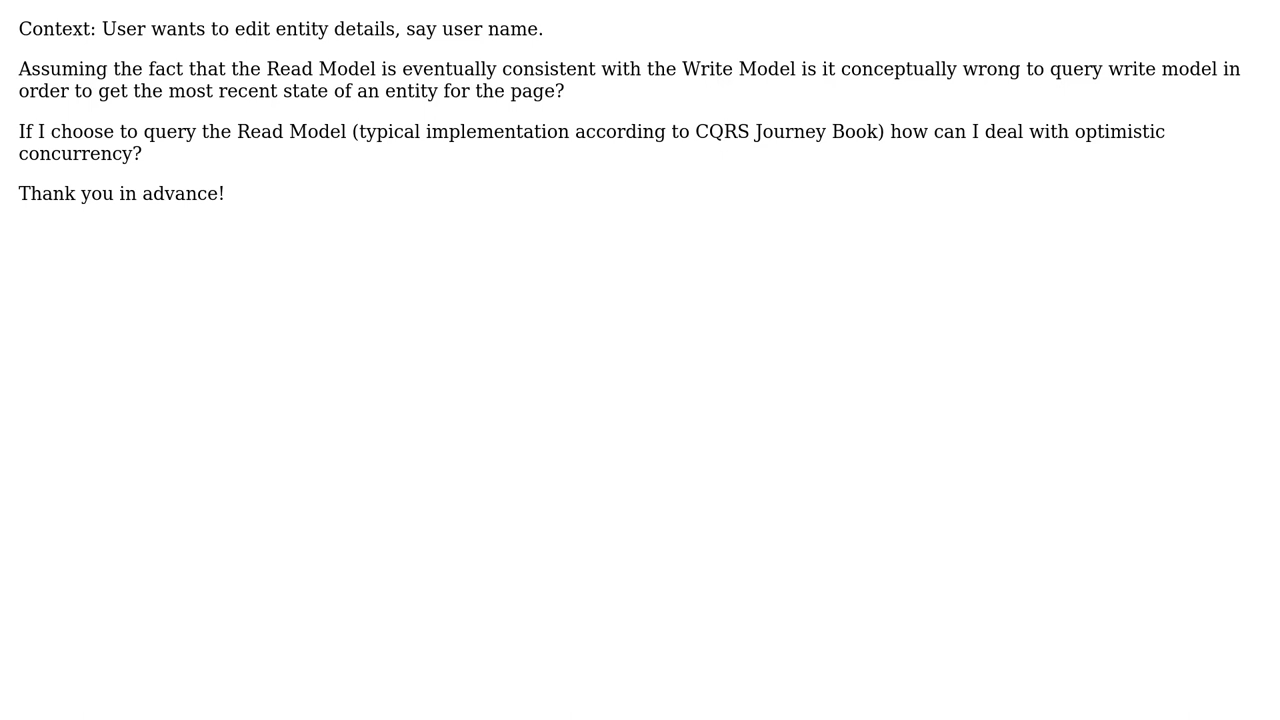 Context: User wants to edit entity details, say user name.
Assuming the fact that the Read Model is eventually consistent with the Write Model is it conceptually wrong to query write model in
order to get the most recent state of an entity for the page?
If I choose to query the Read Model (typical implementation according to CQRS Journey Book) how can I deal with optimistic
concurrency?
Thank you in advance!